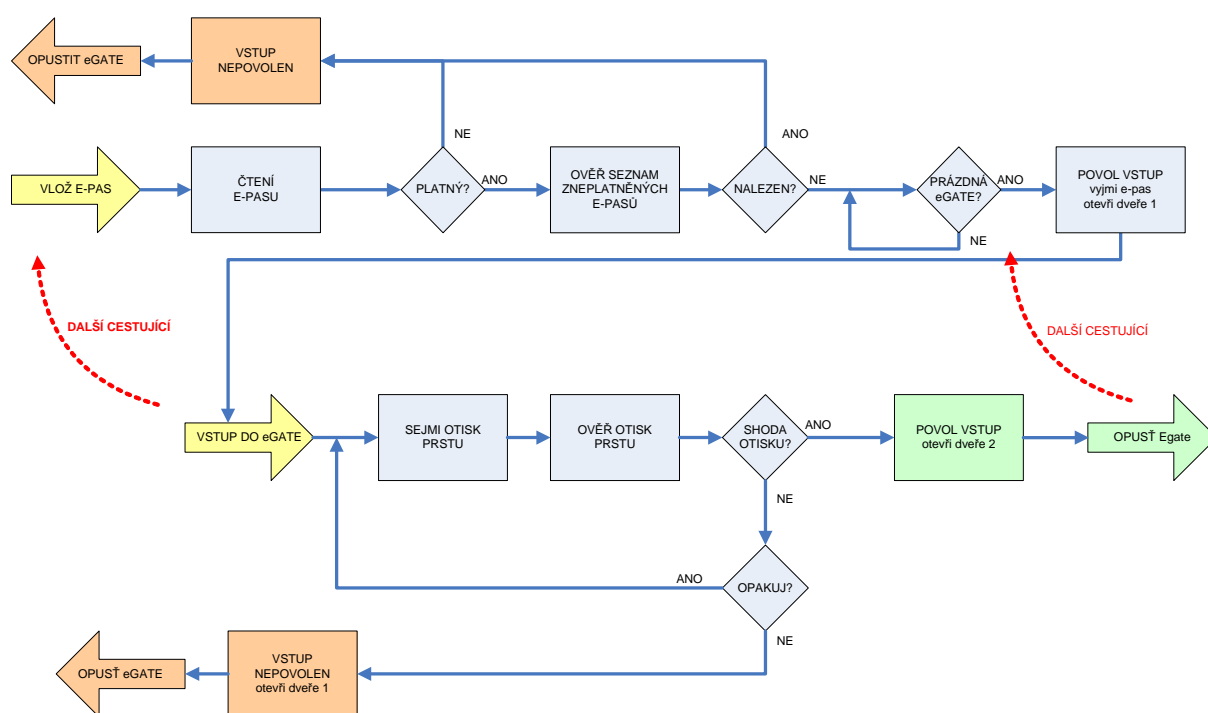 OPUSTIT eGATE
VSTUP
NEPOVOLEN
NE
ANO
VLOŽ E-PAS
ČTENÍ
E-PASU
PLATNÝ?
ANO
OVĚŘ SEZNAM
ZNEPLATNĚNÝCH
E-PASŮ
NALEZEN?
NE
PRÁZDNÁ
eGATE?
ANO
POVOL VSTUP
vyjmi e-pas
otevři dveře 1
NE
DALŠÍ CESTUJÍCÍ
DALŠÍ CESTUJÍCÍ
VSTUP DO eGATE
SEJMI OTISK
PRSTU
OVĚŘ OTISK
PRSTU
SHODA
OTISKU?
ANO
POVOL VSTUP
otevři dveře 2
OPUSŤ Egate
NE
ANO
OPAKUJ?
NE
OPUSŤ eGATE
VSTUP
NEPOVOLEN
otevři dveře 1